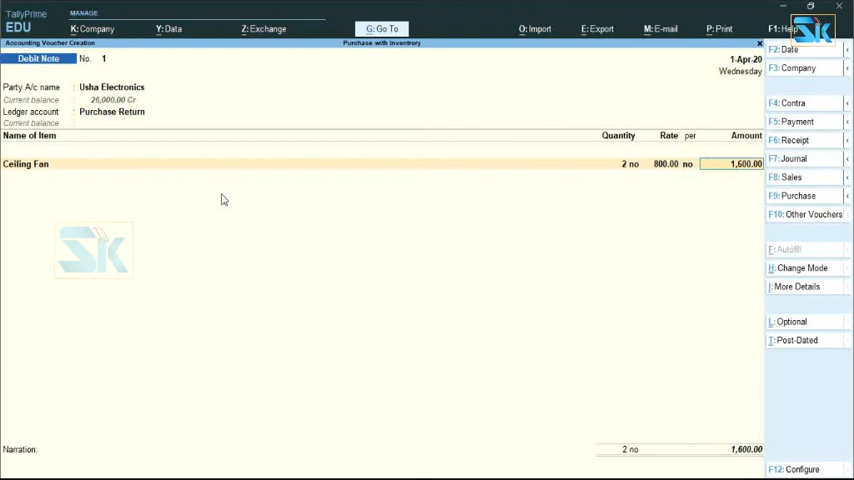 TallyPrime MANAGE
EDU K: Company Y: Data Z: Exchange G: Go To O: Import E: Export M: E-mail P: Print F1: Help
Accounting Voucher Creation Purchase with Inventory x
Debit Note No. 1 1-Apr-20
Wednesday
Party A/c name : Usha Electronics
Current balance : 26,000.00 Cr
Ledger account : Purchase Return
Current balance :
Name of Item Quantity Rate per Amount
Ceiling Fan 2 no 800.00 no 1,600.00
SK
Narration: 2 no 1,600.00
SK
F2: Date
F3: Company
F4: Contra
F5: Payment
F6: Receipt
F7: Journal
F8: Sales
F9: Purchase
F10: Other Vouchers
E: Autofill
H: Change Mode
I: More Details
L: Optional
T: Post-Dated
F12: Configure